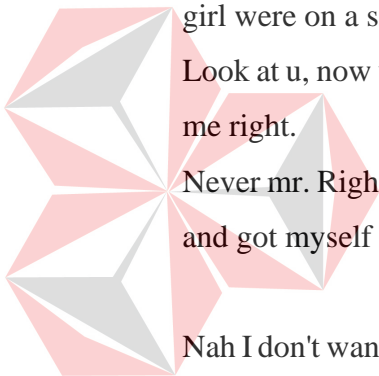 girl were on a s
Look at u, now
me right.
Never mr. Righ
and got myself
Nah I don't wan